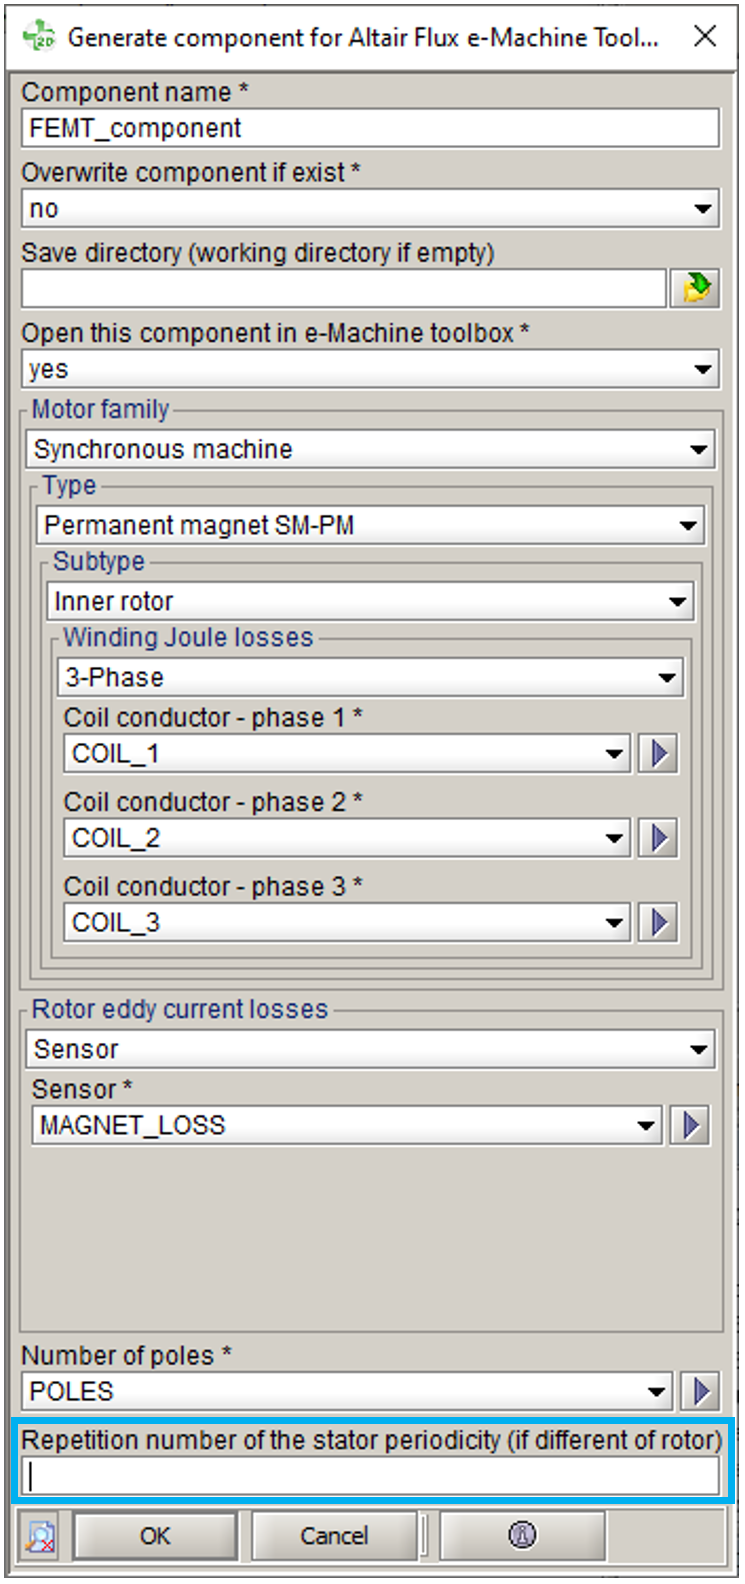 2D Generate component for Altair Flux e-Machine Tool...
Component name *
FEMT_component
Overwrite component if exist *
no
Save directory (working directory if empty)
Open this component in e-Machine toolbox *
yes
Motor family
Synchronous machine
Type
Permanent magnet SM-PM
Subtype
Inner rotor
Winding Joule losses
3-Phase
Coil conductor - phase 1 *
COIL_1
Coil conductor - phase 2 *
COIL_2
Coil conductor - phase 3 *
COIL_3
Rotor eddy current losses
Sensor
Sensor *
MAGNET_LOSS
Number of poles *
POLES
Repetition number of the stator periodicity (if different of rotor)
OK Cancel